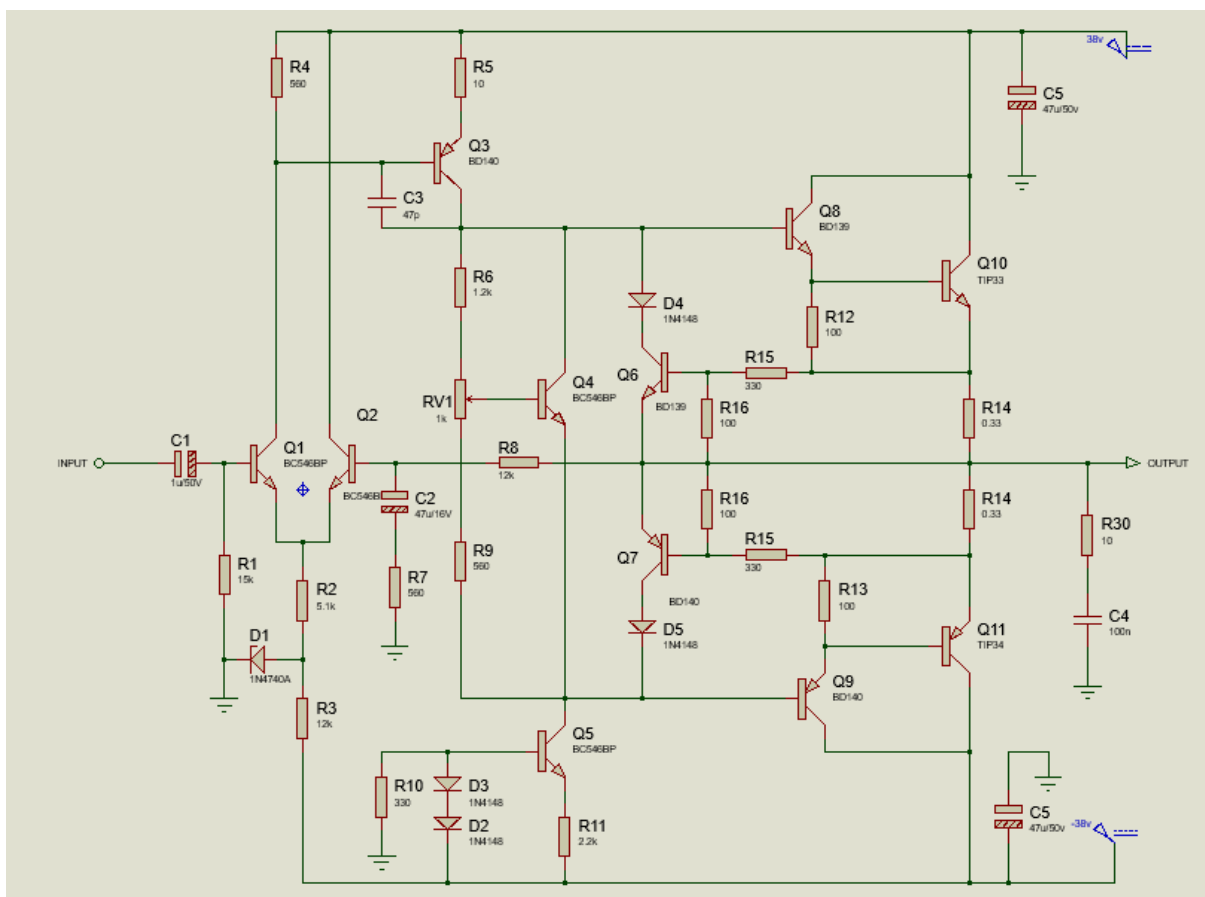 R4
560
R5
10
38v
C5
47u/50v
Q3
BD140
C3
47p
Q8
BD139
R6
1.2k
D4
1N4148
Q10
TIP33
R12
100
R15
330
Q6
BD139
Q4
BC546BP
RV1
1k
R16
100
R14
0.33
Q2
C1
1u/50V
INPUT
Q1
BC546BP
R8
12k
OUTPUT
BC546B
C2
47u/16V
R16
100
R14
0.33
R30
10
R1
15k
R2
5.1k
R7
560
R9
560
Q7
BD140
R15
330
R13
100
C4
100n
D1
1N4740A
D5
1N4148
Q11
TIP34
R3
12k
Q9
BD140
Q5
BC546BP
R10
330
D3
1N4148
D2
1N4148
R11
2.2k
C5
47u/50v
-38v